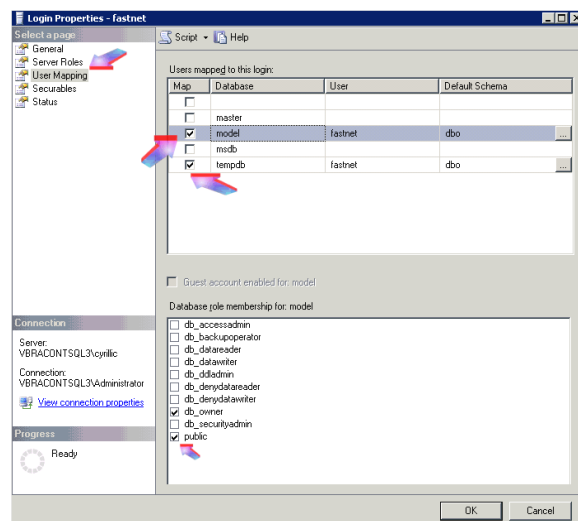 Login Properties - fastnet
Select a page
General
Server Roles
User Mapping
Securables
Status
Script Help
Users mapped to this login:
Map Database User Default Schema
master
model fastnet dbo ...
msdb
tempdb fastnet dbo ...
Guest account enabled for: model
Database role membership for: model
db_accessadmin
db_backupoperator
db_datareader
db_datawriter
db_ddladmin
db_denydatareader
db_denydatawriter
db_owner
db_securityadmin
public
Connection
Server:
VBRACONTSQL3\cyrillic
Connection:
VBRACONTSQL3\Administrator
View connection properties
Progress
Ready
OK Cancel